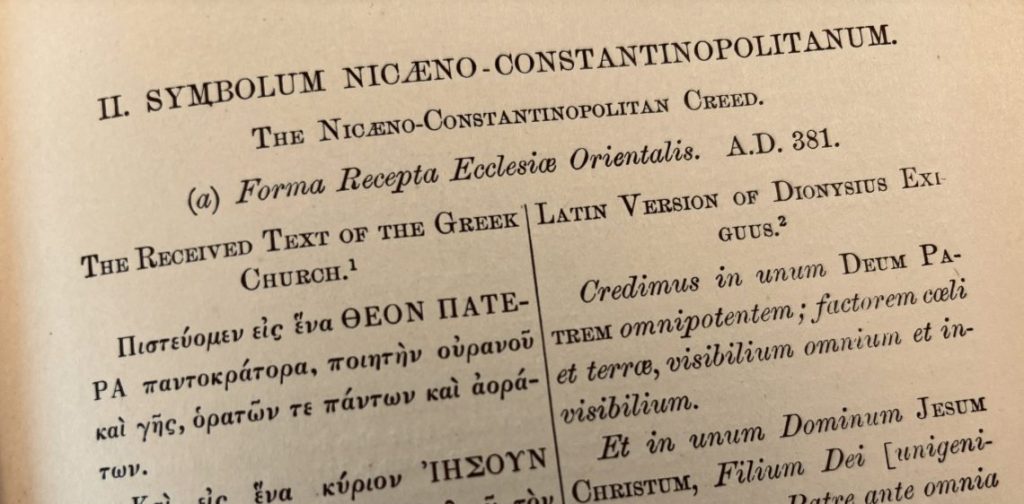 II. SYMBOLUM NICÆNO-CONSTANTINOPOLITANUM.
THE NICÆNO-CONSTANTINOPOLITAN CREED.
(a) Forma Recepta Ecclesiæ Orientalis. A.D. 381.
THE RECEIVED TEXT OF THE GREEK
CHURCH.¹
Πιστεύομεν εἰς ἕνα ΘΕΟΝ ΠΑΤΕ-
ΡΑ παντοκράτορα, ποιητὴν οὐρανοῦ
καὶ γῆς, ὁρατῶν τε πάντων καὶ ἀορά-
των.
Καὶ εἰς ἕνα κύριον ἸΗΣΟΥΝ
τὸν
LATIN VERSION OF DIONYSIUS EXI-
GUUS.²
Credimus in unum DEUM PA-
TREM omnipotentem; factorem cœli
et terræ, visibilium omnium et in-
visibilium.
Et in unum Dominum JESUM
CHRISTUM, Filium Dei [unigeni-
Patre ante omnia